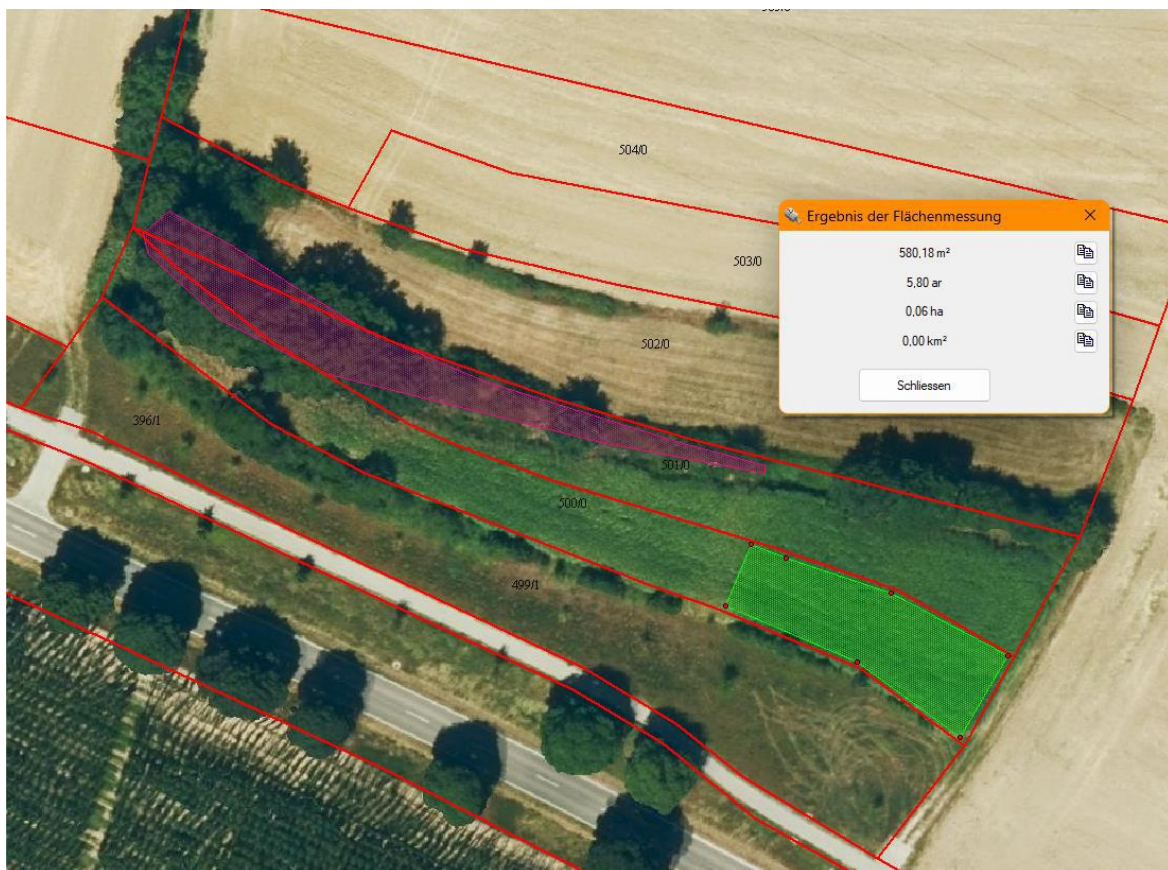 504/0
Ergebnis der Flächenmessung
580,18 m²
503/0
5,80 ar
0,06 ha
502/0
0,00 km²
Schliessen
396/1
501/0
500/0
499/1